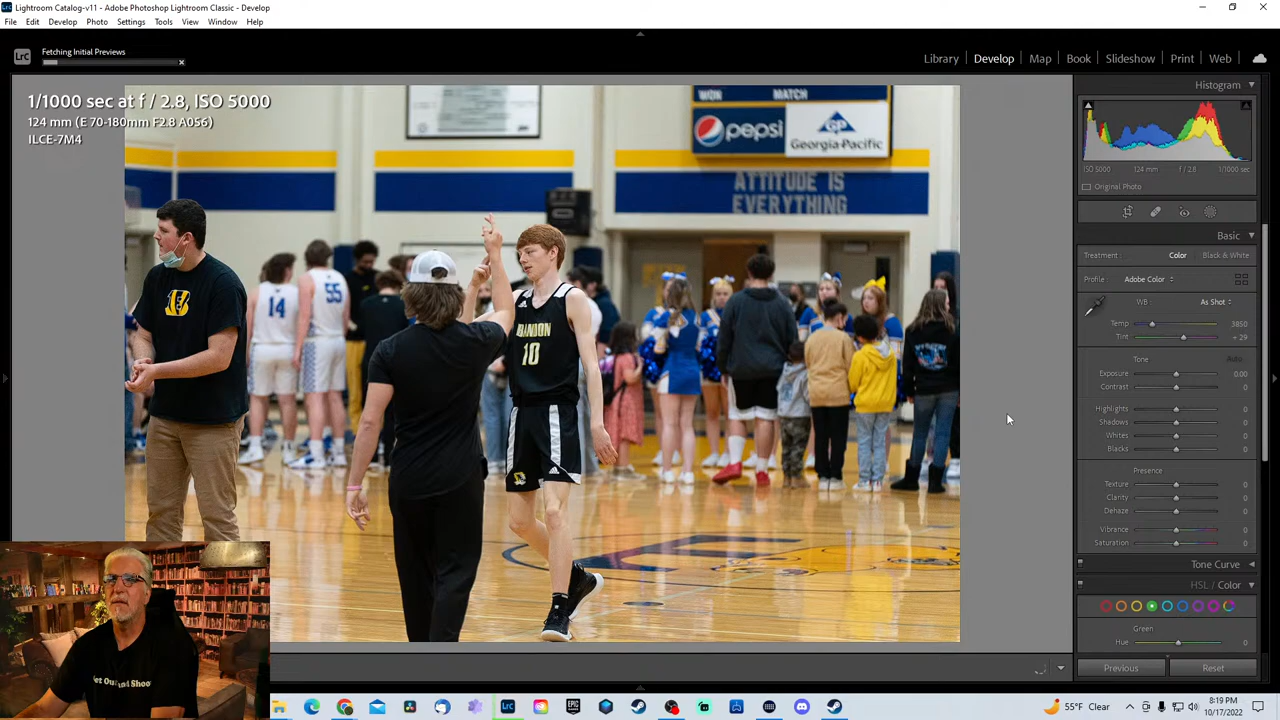 Lightroom Catalog-v11 - Adobe Photoshop Lightroom Classic - Develop
File Edit Develop Photo Settings Tools View Window Help
LrC
Fetching Initial Previews
Library | Develop | Map | Book | Slideshow | Print | Web
1/1000 sec at f / 2.8, ISO 5000
124 mm (E 70-180mm F2.8 A056)
ILCE-7M4
WON MATCH
pepsi
GP
Georgia-Pacific
ATTITUDE IS
EVERYTHING
14
55
10
Histogram
ISO 5000 124 mm f / 2.8 1/1000 sec
Original Photo
Basic
Treatment: Color Black & White
Profile Adobe Color
WB: As Shot
Temp 3850
Tint + 29
Tone Auto
Exposure 0.00
Contrast 0
Highlights 0
Shadows 0
Whites 0
Blacks 0
Presence
Texture 0
Clarity 0
Dehaze 0
Vibrance 0
Saturation 0
Tone Curve
HSL / Color
Green
Hue 0
Previous Reset
LrC
55°F Clear
8:19 PM
10/17/2022